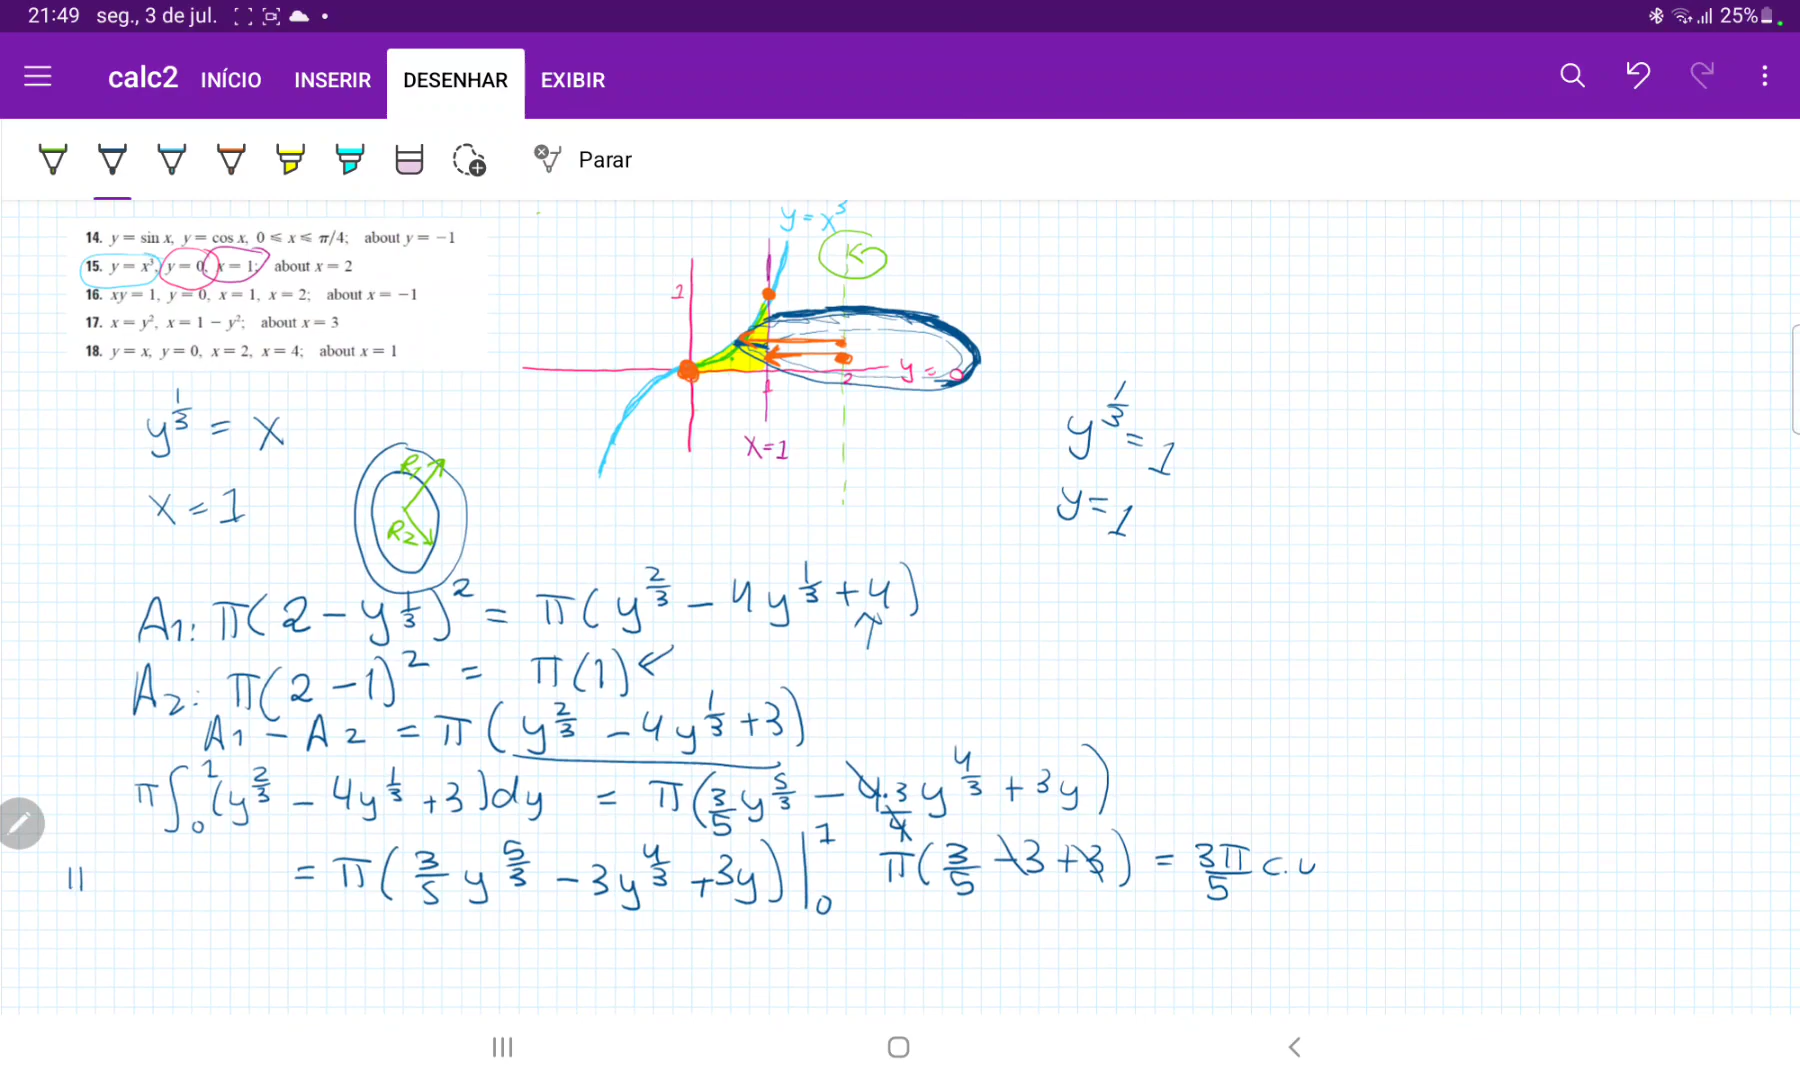 21:49 seg., 3 de jul. 25%
calc2 INÍCIO INSERIR DESENHAR EXIBIR
Parar
14. y = sin x, y = cos x, 0 ⩽ x ⩽ π/4; about y = −1
15. y = x³, y = 0, x = 1; about x = 2
16. xy = 1, y = 0, x = 1, x = 2; about x = −1
17. x = y², x = 1 − y²; about x = 3
18. y = x, y = 0, x = 2, x = 4; about x = 1
y = x³
1
1
2
y = 0
x=1
y^(1/3) = x
x = 1
R1
R2
y^(1/3) = 1
y = 1
A1: π(2 − y^(1/3))² = π(y^(2/3) − 4y^(1/3) + 4)
A2: π(2 − 1)² = π(1)
A1 − A2 = π(y^(2/3) − 4y^(1/3) + 3)
π∫₀¹(y^(2/3) − 4y^(1/3) + 3)dy = π(3/5 y^(5/3) − 4·3/4 y^(4/3) + 3y)
= π(3/5 y^(5/3) − 3y^(4/3) + 3y)|₀¹ π(3/5 − 3 + 3) = 3π/5 c.u